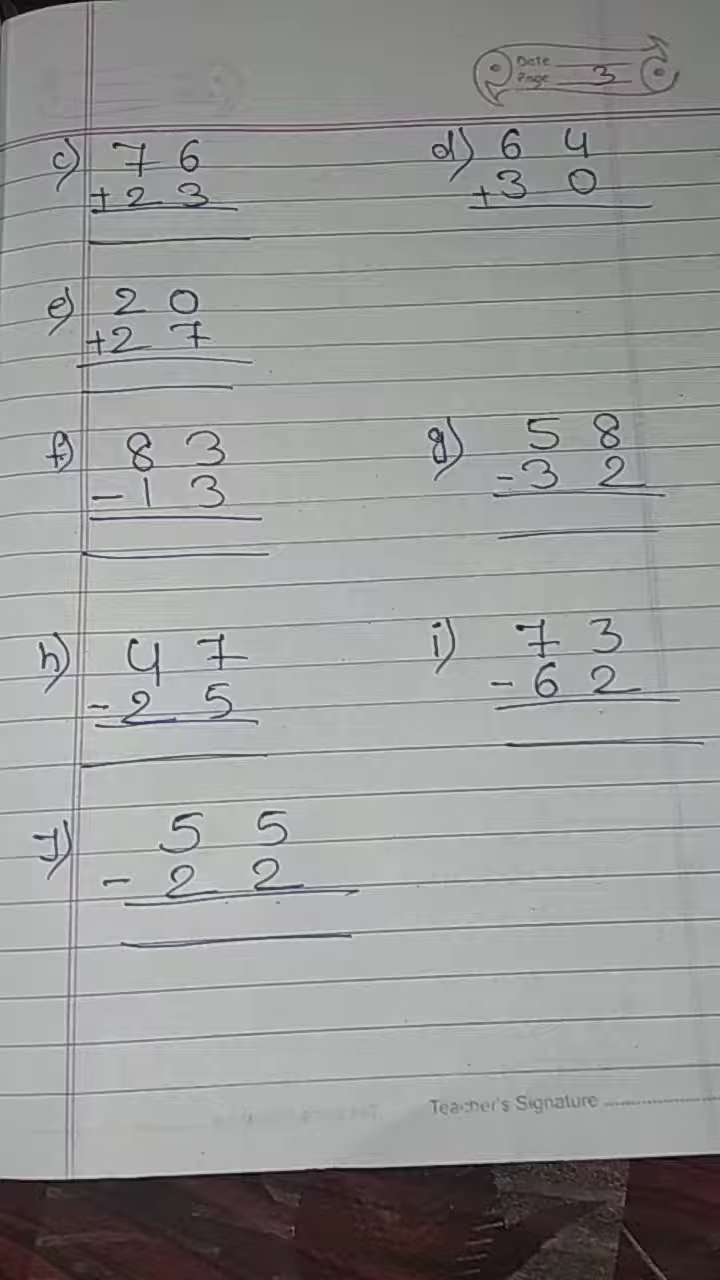 Date
Page 3
c) 7 6
+ 2 3
d) 6 4
+ 3 0
e) 2 0
+ 2 7
f) 8 3
- 1 3
g) 5 8
- 3 2
h) 4 7
- 2 5
i) 7 3
- 6 2
J) 5 5
- 2 2
Teacher's Signature